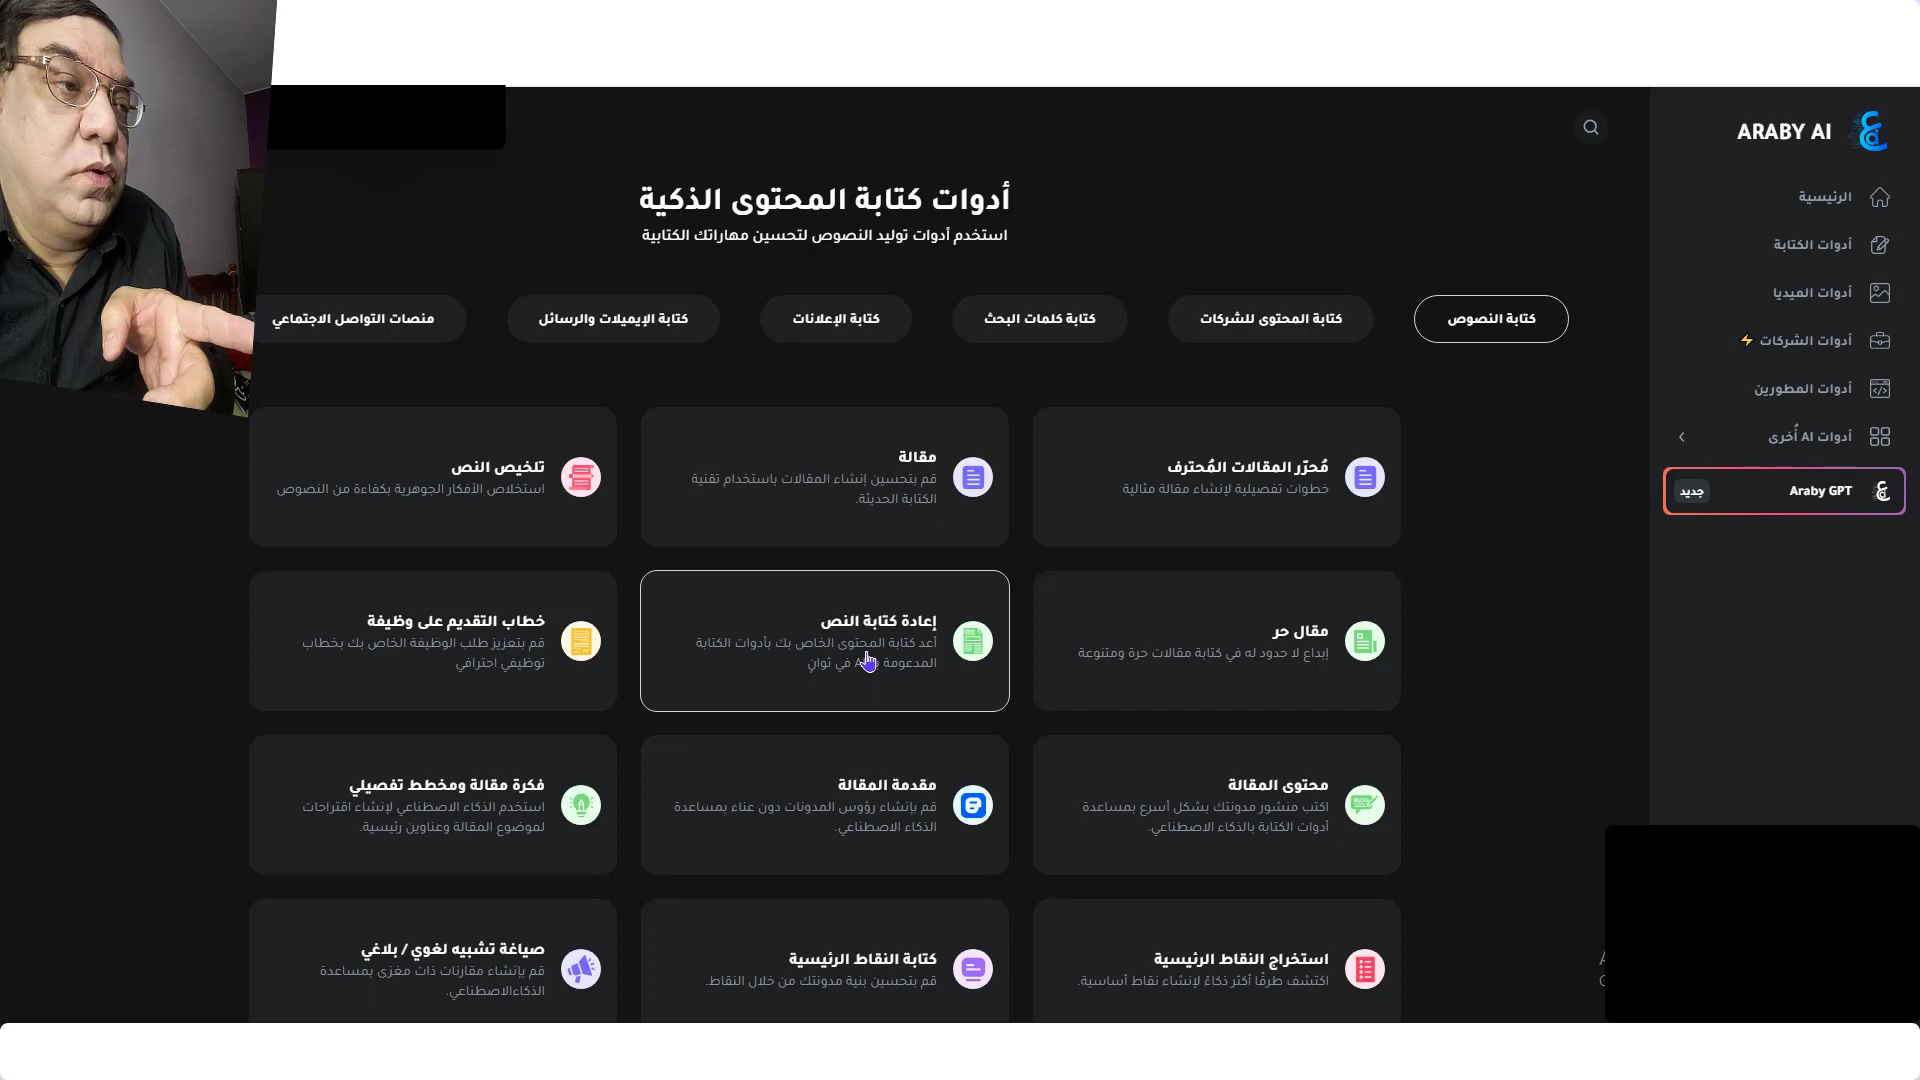 ARABY AI
الرئيسية
أدوات الكتابة
أدوات الميديا
أدوات الشركات
أدوات المطورين
أدوات AI أخرى
Araby GPT
جديد
أدوات كتابة المحتوى الذكية
استخدم أدوات توليد النصوص لتحسين مهاراتك الكتابية
كتابة النصوص
كتابة المحتوى للشركات
كتابة كلمات البحث
كتابة الإعلانات
كتابة الإيميلات والرسائل
منصات التواصل الاجتماعي
مُحرّر المقالات المُحترف
خطوات تفصيلية لإنشاء مقالة مثالية
مقالة
قم بتحسين إنشاء المقالات باستخدام تقنية
الكتابة الحديثة.
تلخيص النص
استخلاص الأفكار الجوهرية بكفاءة من النصوص
مقال حر
إبداع لا حدود له في كتابة مقالات حرة ومتنوعة
إعادة كتابة النص
أعد كتابة المحتوى الخاص بك بأدوات الكتابة
المدعومة في ثوانٍ
خطاب التقديم على وظيفة
قم بتعزيز طلب الوظيفة الخاص بك بخطاب
توظيفي احترافي
محتوى المقالة
اكتب منشور مدونتك بشكل أسرع بمساعدة
أدوات الكتابة بالذكاء الاصطناعي.
مقدمة المقالة
قم بإنشاء رؤوس المدونات دون عناء بمساعدة
الذكاء الاصطناعي.
فكرة مقالة ومخطط تفصيلي
استخدم الذكاء الاصطناعي لإنشاء اقتراحات
لموضوع المقالة وعناوين رئيسية.
استخراج النقاط الرئيسية
اكتشف طرقًا أكثر ذكاءً لإنشاء نقاط أساسية.
كتابة النقاط الرئيسية
قم بتحسين بنية مدونتك من خلال النقاط.
صياغة تشبيه لغوي / بلاغي
قم بإنشاء مقارنات ذات مغزى بمساعدة
الذكاءالاصطناعي.